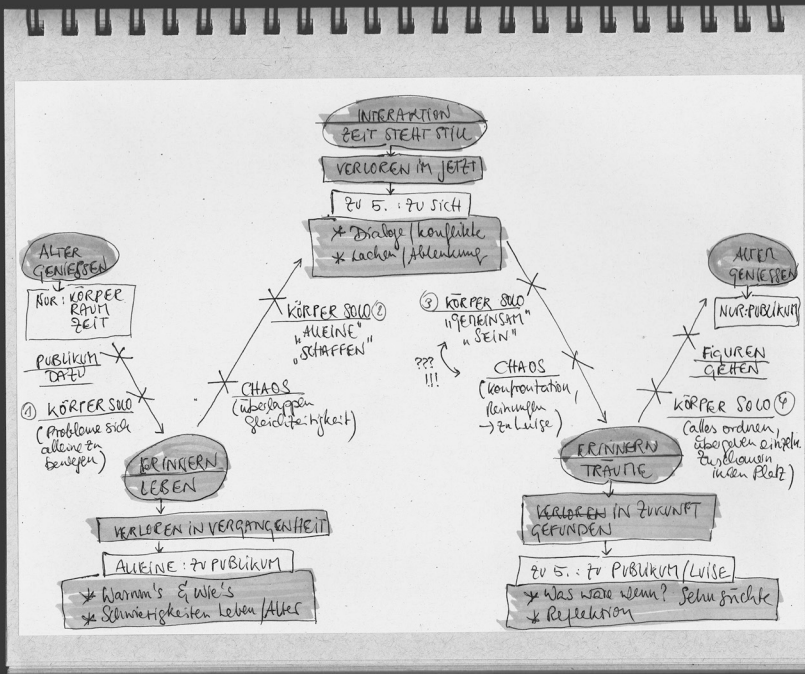 INTERAKTION
ZEIT STEHT STILL
VERLOREN IM JETZT
ZU 5. : ZU SICH
* Dialoge/Konflikte
* Lachen/Ablenkung
ALTER
GENIESSEN
NUR: KÖRPER
RAUM
ZEIT
PUBLIKUM
DAZU
① KÖRPER SOLO
(Probleme sich
alleine zu
bewegen)
ERINNERN
LEBEN
VERLOREN IN VERGANGENHEIT
ALLEINE : ZU PUBLIKUM
* Warum's & Wie's
* Schwierigkeiten Leben/Alter
KÖRPER SOLO ②
"ALLEINE"
"SCHAFFEN"
CHAOS
(überlappen
Gleichzeitigkeit)
③ KÖRPER SOLO
"GEMEINSAM"
"SEIN"
???
!!!
CHAOS
(Konfrontation,
Meinungen
→ zu Luise)
ERINNERN
TRÄUME
VERLOREN IN ZUKUNFT
GEFUNDEN
ZU 5. : ZU PUBLIKUM/LUISE
* Was wäre wenn? Sehnsüchte
* Reflektion
ALTER
GENIESSEN
NUR: PUBLIKUM
FIGUREN
GEHEN
KÖRPER SOLO ④
(alles ordnen,
übergeben einzeln
Zuschauern
ihren Platz)